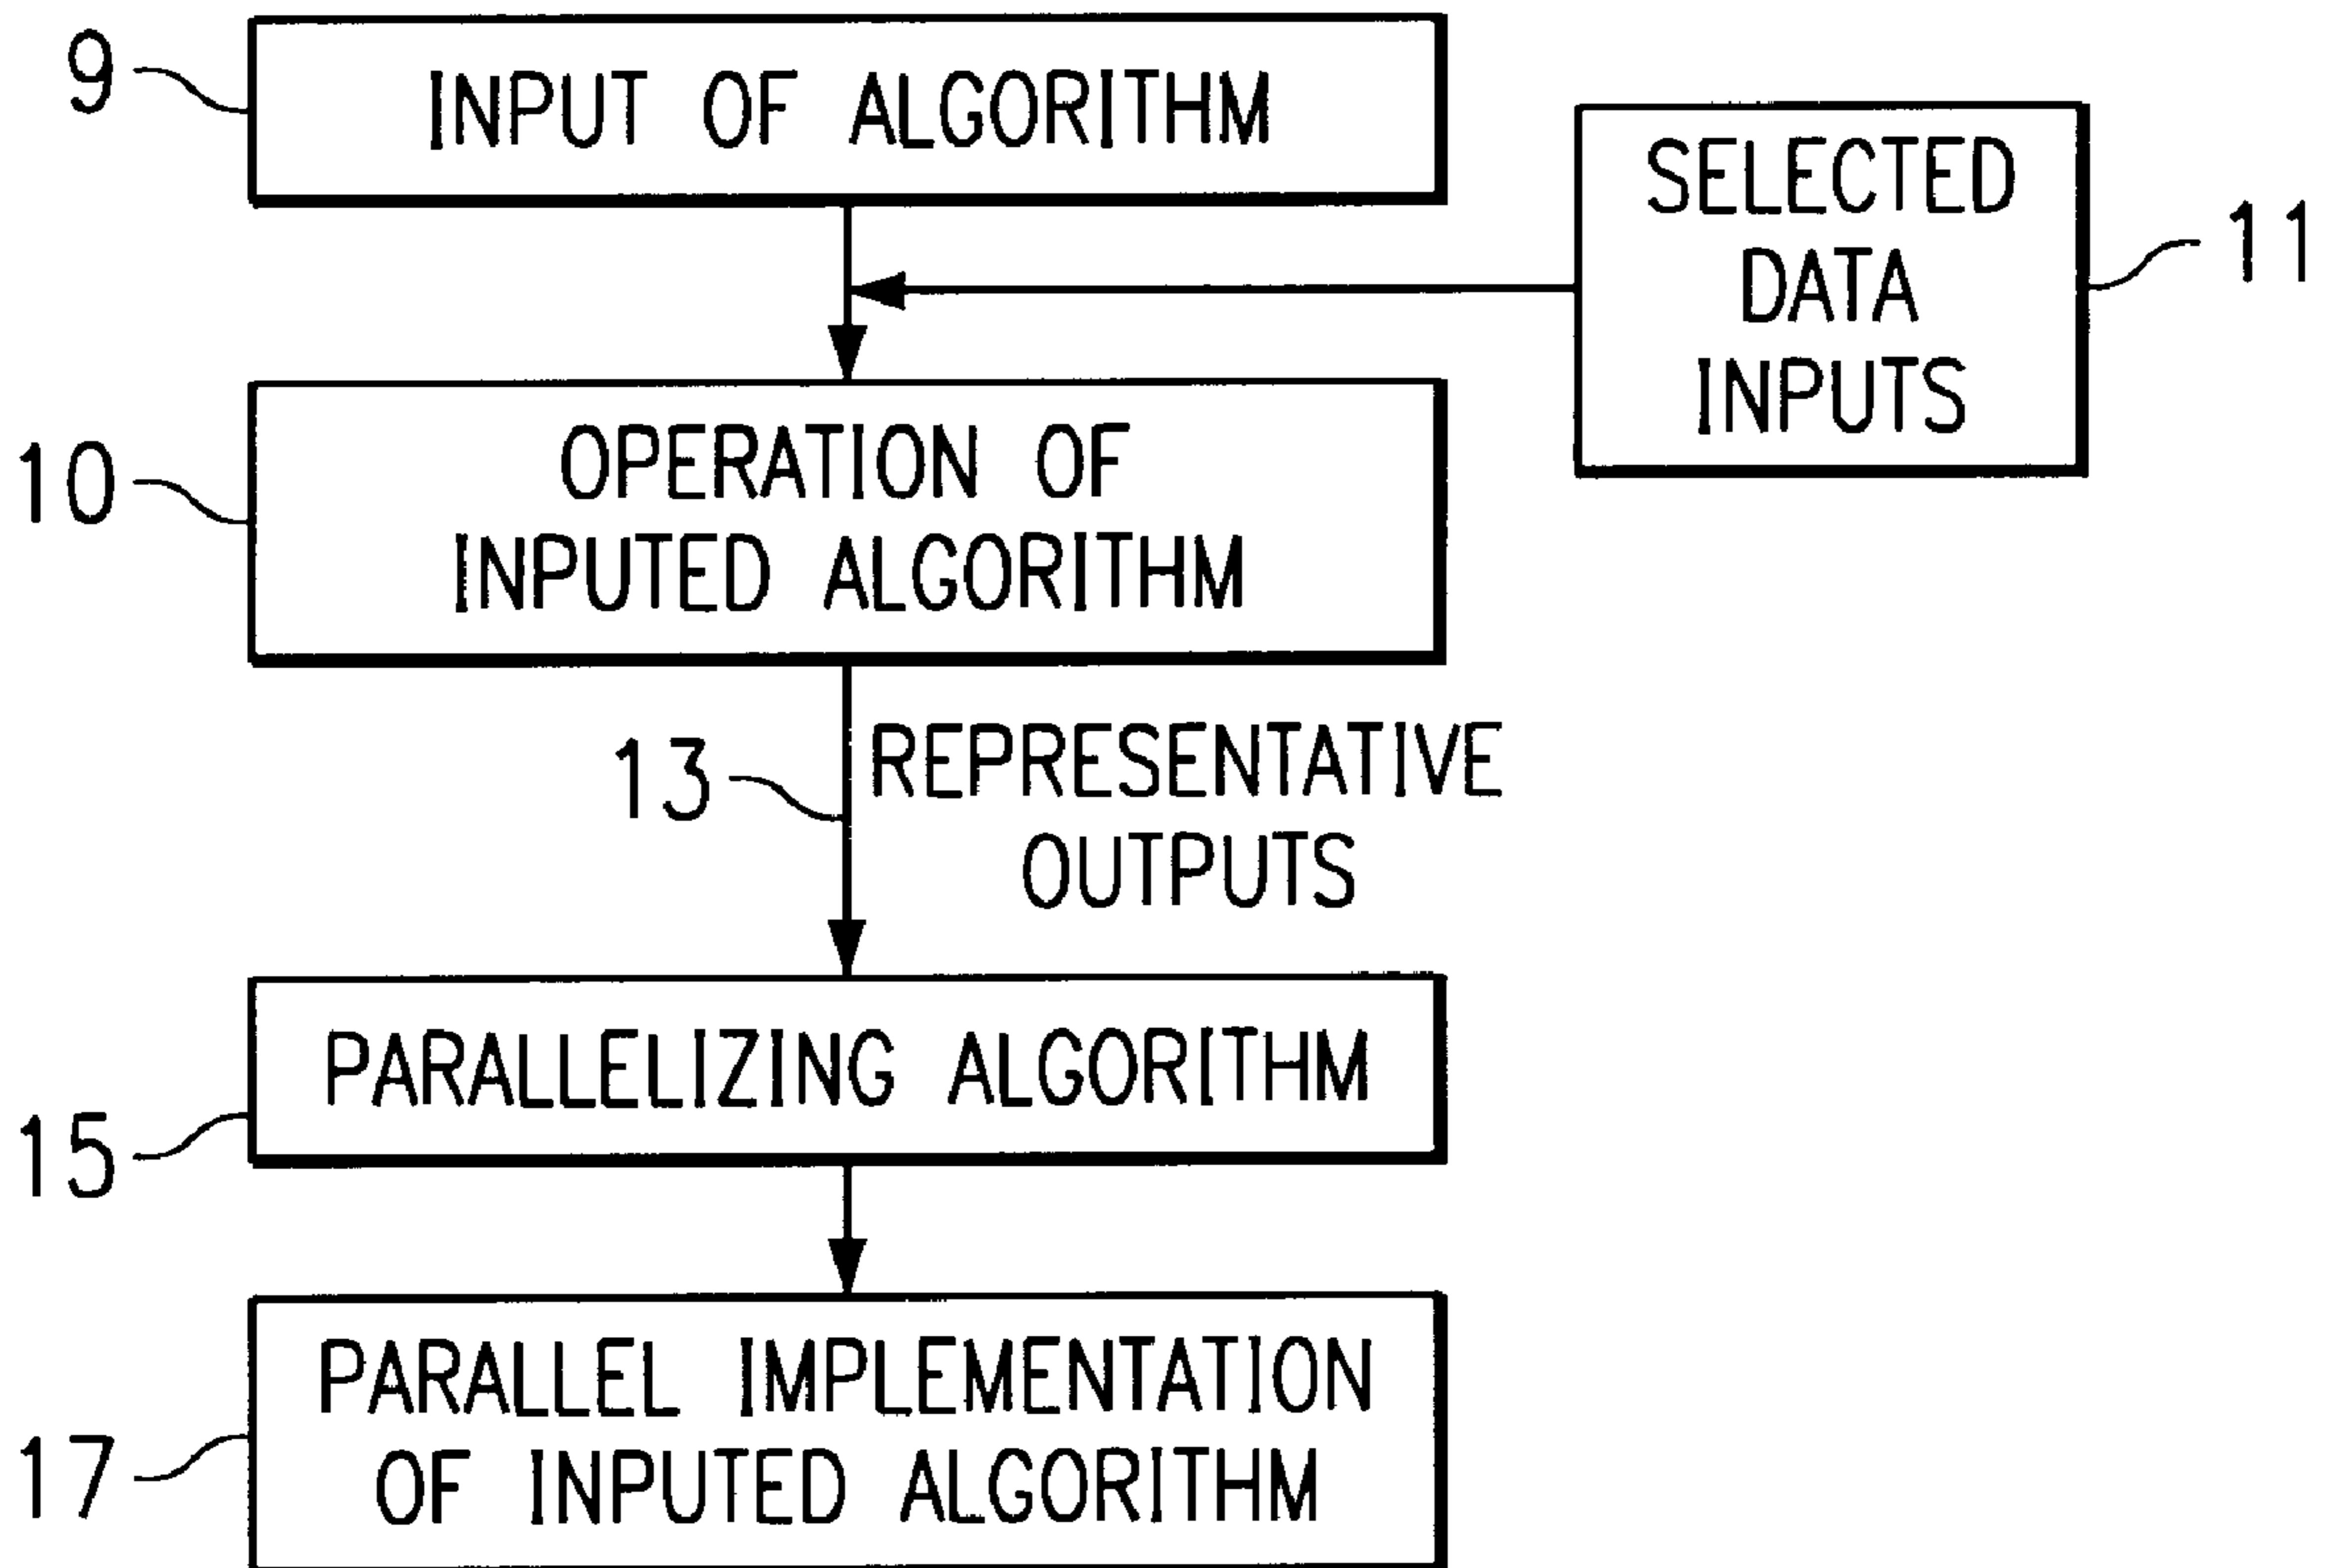 9
INPUT OF ALGORITHM
SELECTED
DATA
INPUTS
11
10
OPERATION OF
INPUTED ALGORITHM
13
REPRESENTATIVE
OUTPUTS
15
PARALLELIZING ALGORITHM
17
PARALLEL IMPLEMENTATION
OF INPUTED ALGORITHM